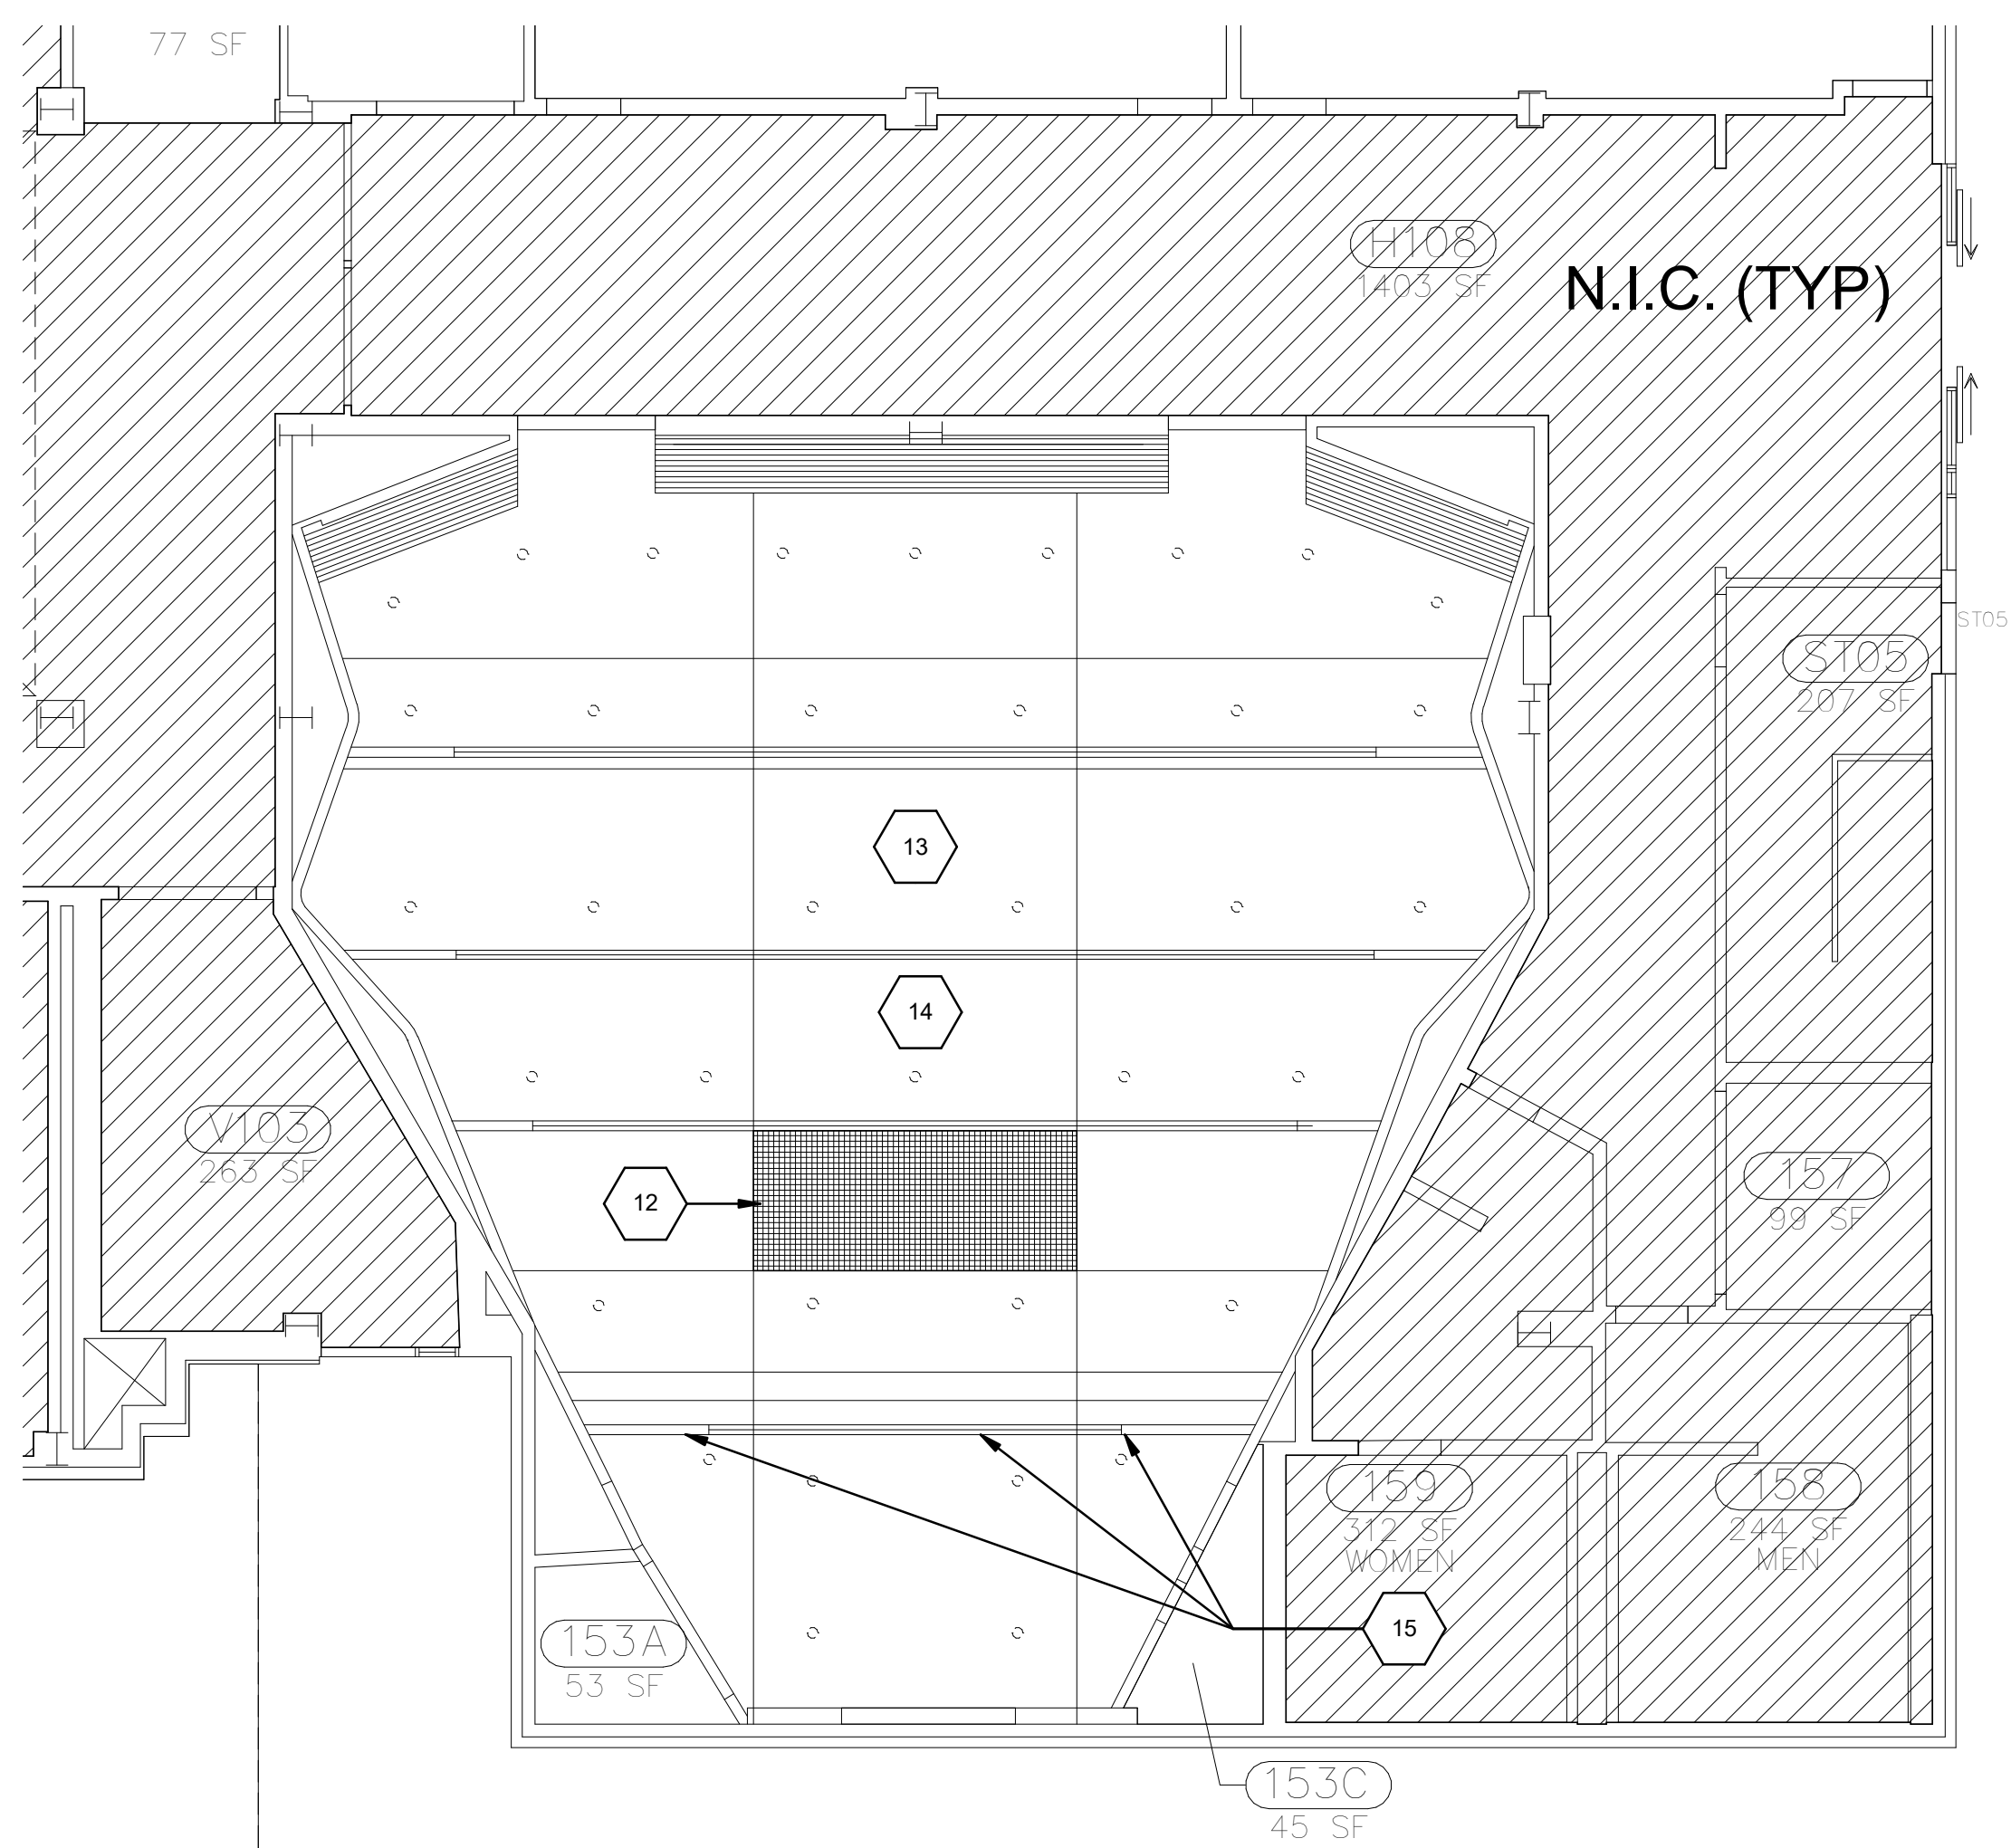 77 SF
H108
1403 SF
N.I.C. (TYP)
ST05
ST05
207 SF
13
14
V103
263 SF
12
157
99 SF
159
312 SF
WOMEN
158
244 SF
MEN
15
153A
53 SF
153C
45 SF